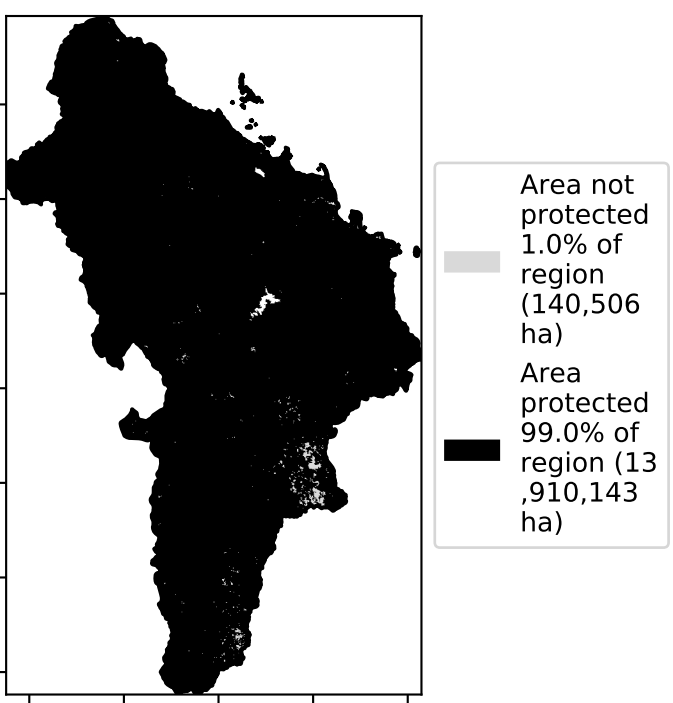 Area not
protected
1.0% of
region
(140,506
ha)
Area
protected
99.0% of
region (13
,910,143
ha)